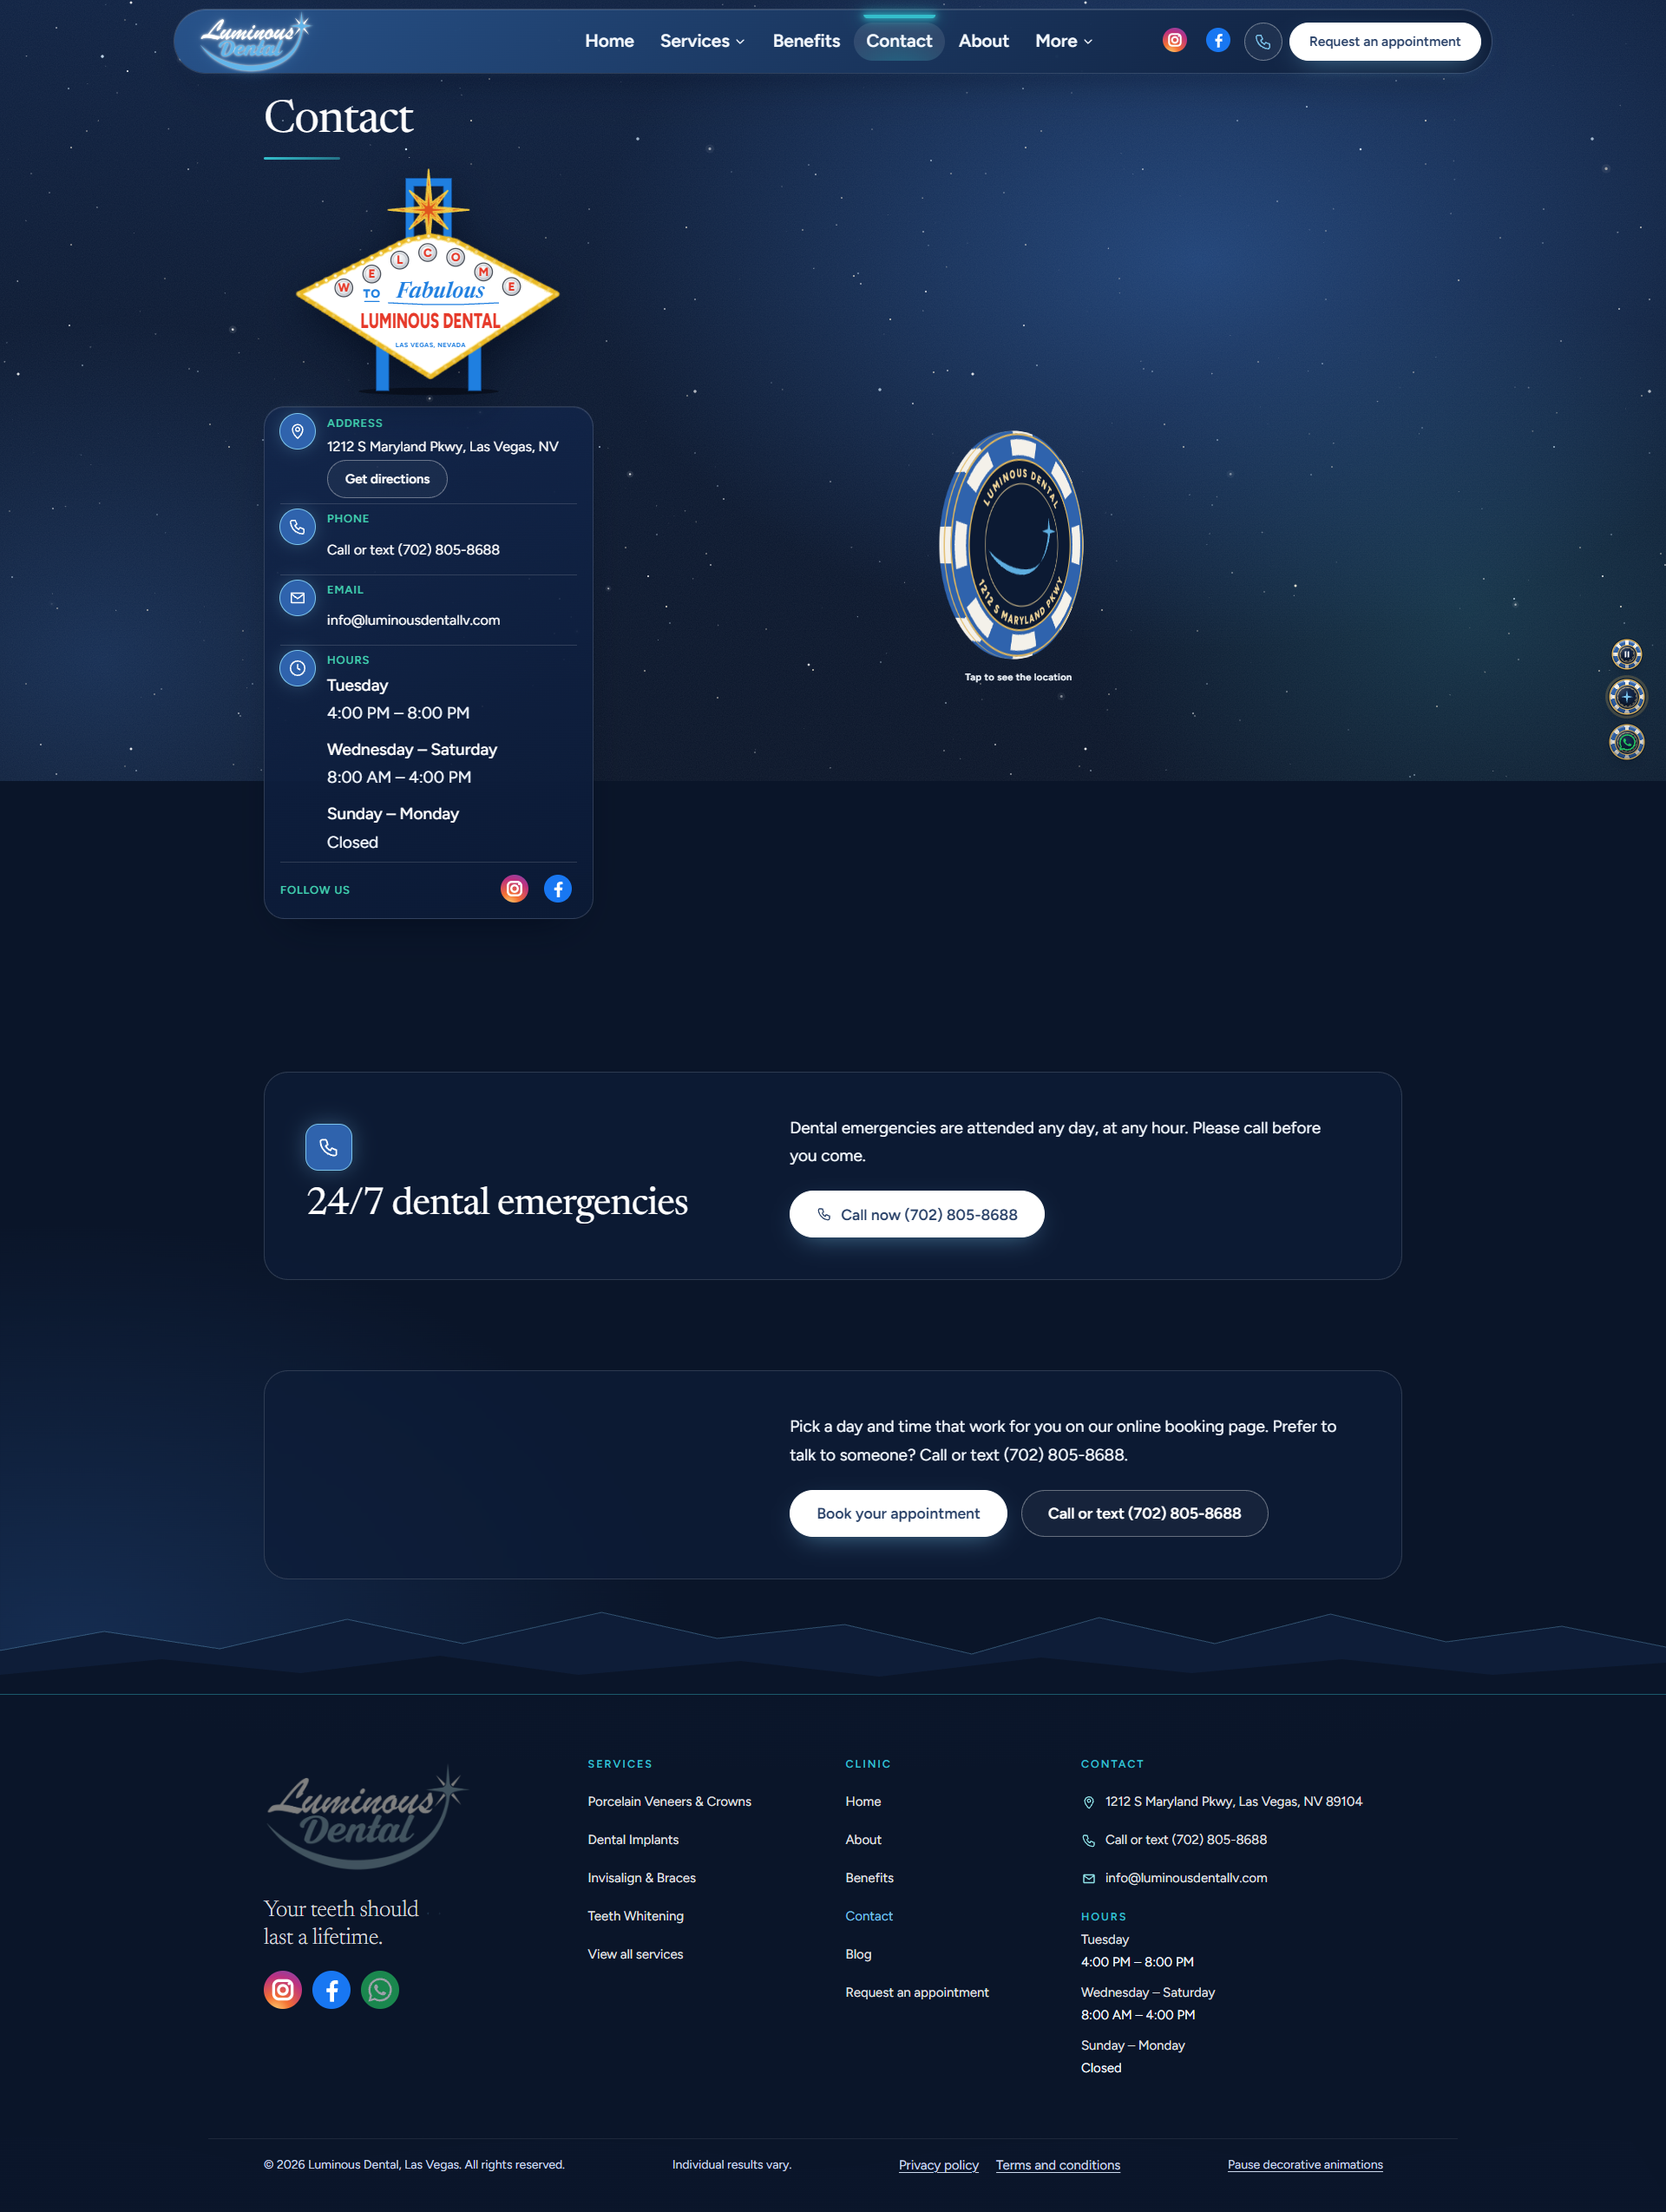 Luminous
Dental
Home
Services
Benefits
Contact
About
More
Request an appointment
Contact
WELCOME
TO Fabulous
LUMINOUS DENTAL
LAS VEGAS, NEVADA
ADDRESS
1212 S Maryland Pkwy, Las Vegas, NV
Get directions
PHONE
Call or text (702) 805-8688
EMAIL
info@luminousdentallv.com
HOURS
Tuesday
4:00 PM – 8:00 PM
Wednesday – Saturday
8:00 AM – 4:00 PM
Sunday – Monday
Closed
FOLLOW US
LUMINOUS DENTAL
1212 S MARYLAND PKWY
Tap to see the location
24/7 dental emergencies
Dental emergencies are attended any day, at any hour. Please call before
you come.
Call now (702) 805-8688
Pick a day and time that work for you on our online booking page. Prefer to
talk to someone? Call or text (702) 805-8688.
Book your appointment
Call or text (702) 805-8688
Luminous
Dental
Your teeth should
last a lifetime.
SERVICES
Porcelain Veneers & Crowns
Dental Implants
Invisalign & Braces
Teeth Whitening
View all services
CLINIC
Home
About
Benefits
Contact
Blog
Request an appointment
CONTACT
1212 S Maryland Pkwy, Las Vegas, NV 89104
Call or text (702) 805-8688
info@luminousdentallv.com
HOURS
Tuesday
4:00 PM – 8:00 PM
Wednesday – Saturday
8:00 AM – 4:00 PM
Sunday – Monday
Closed
© 2026 Luminous Dental, Las Vegas. All rights reserved.
Individual results vary.
Privacy policy
Terms and conditions
Pause decorative animations